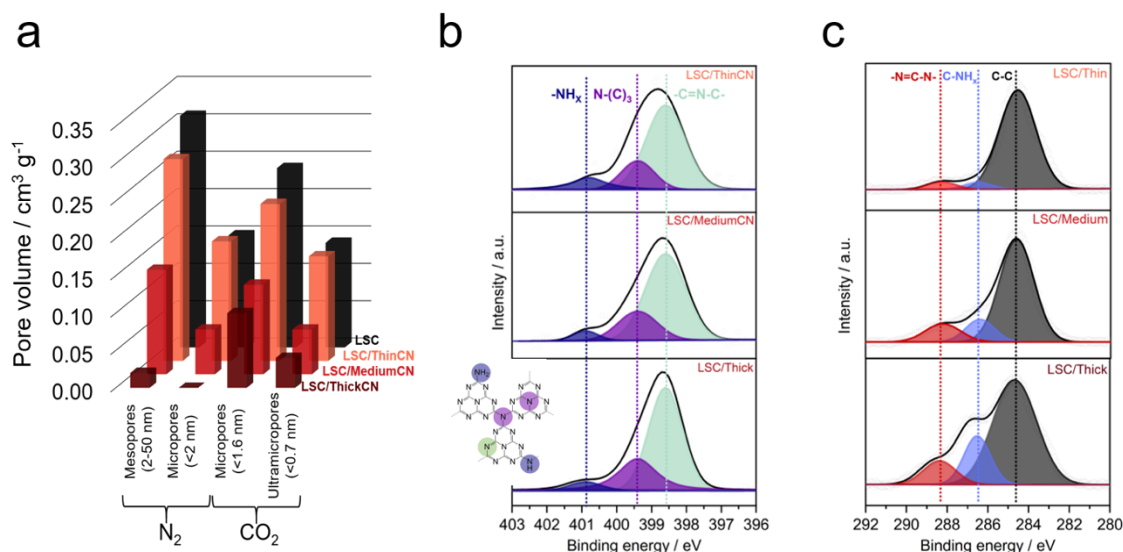 a
Pore volume / cm³ g⁻¹
0.35
0.30
0.25
0.20
0.15
0.10
0.05
0.00
LSC
LSC/ThinCN
LSC/MediumCN
LSC/ThickCN
Mesopores
(2-50 nm)
Micropores
(<2 nm)
Micropores
(<1.6 nm)
Ultramicropores
(<0.7 nm)
N₂
CO₂
b
LSC/ThinCN
-NHₓ
N-(C)₃
-C=N-C-
LSC/MediumCN
LSC/Thick
Intensity / a.u.
NH₂
403 402 401 400 399 398 397 396
Binding energy / eV
c
-N=C-N-
C-NHₓ
C-C
LSC/Thin
LSC/Medium
LSC/Thick
Intensity / a.u.
292 290 288 286 284 282 280
Binding energy / eV